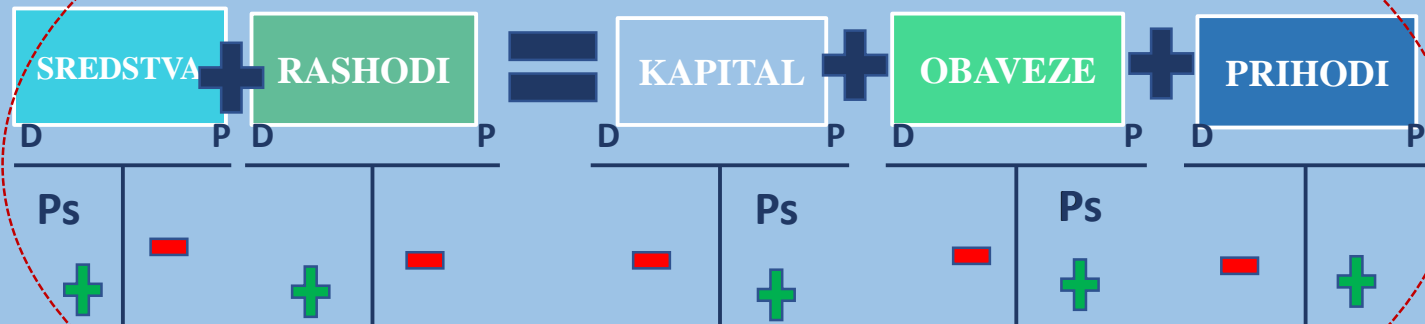 SREDSTVA + RASHODI = KAPITAL + OBAVEZE + PRIHODI
D P D P D P D P D P
Ps Ps Ps
- - - - -
+ + + + +